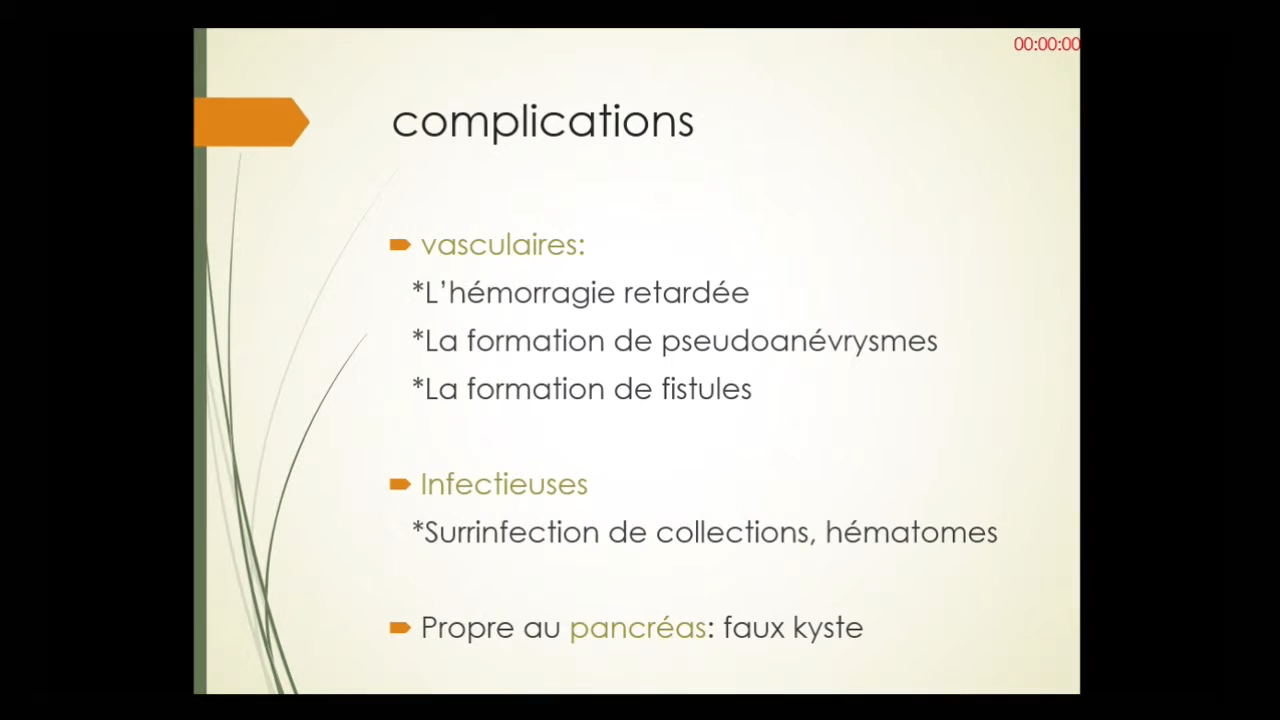 00:00:00
complications
vasculaires:
*L’hémorragie retardée
*La formation de pseudoanévrysmes
*La formation de fistules
Infectieuses
*Surrinfection de collections, hématomes
Propre au pancréas: faux kyste